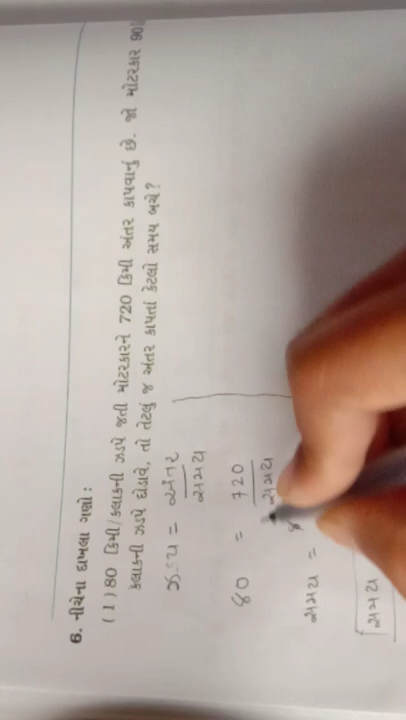 6. નીચેના દાખલા ગણો :
(1) 80 કિમી/કલાકની ઝડપે જતી મોટરકારને 720 કિમી અંતર કાપવાનું છે. જો મોટરકાર 90
કલાકની ઝડપે દોડાવે, તો તેટલું જ અંતર કાપતાં કેટલો સમય બચે?
ઝડપ = અંતર
સમય
80 = 720
સમય
સમય =
સમય